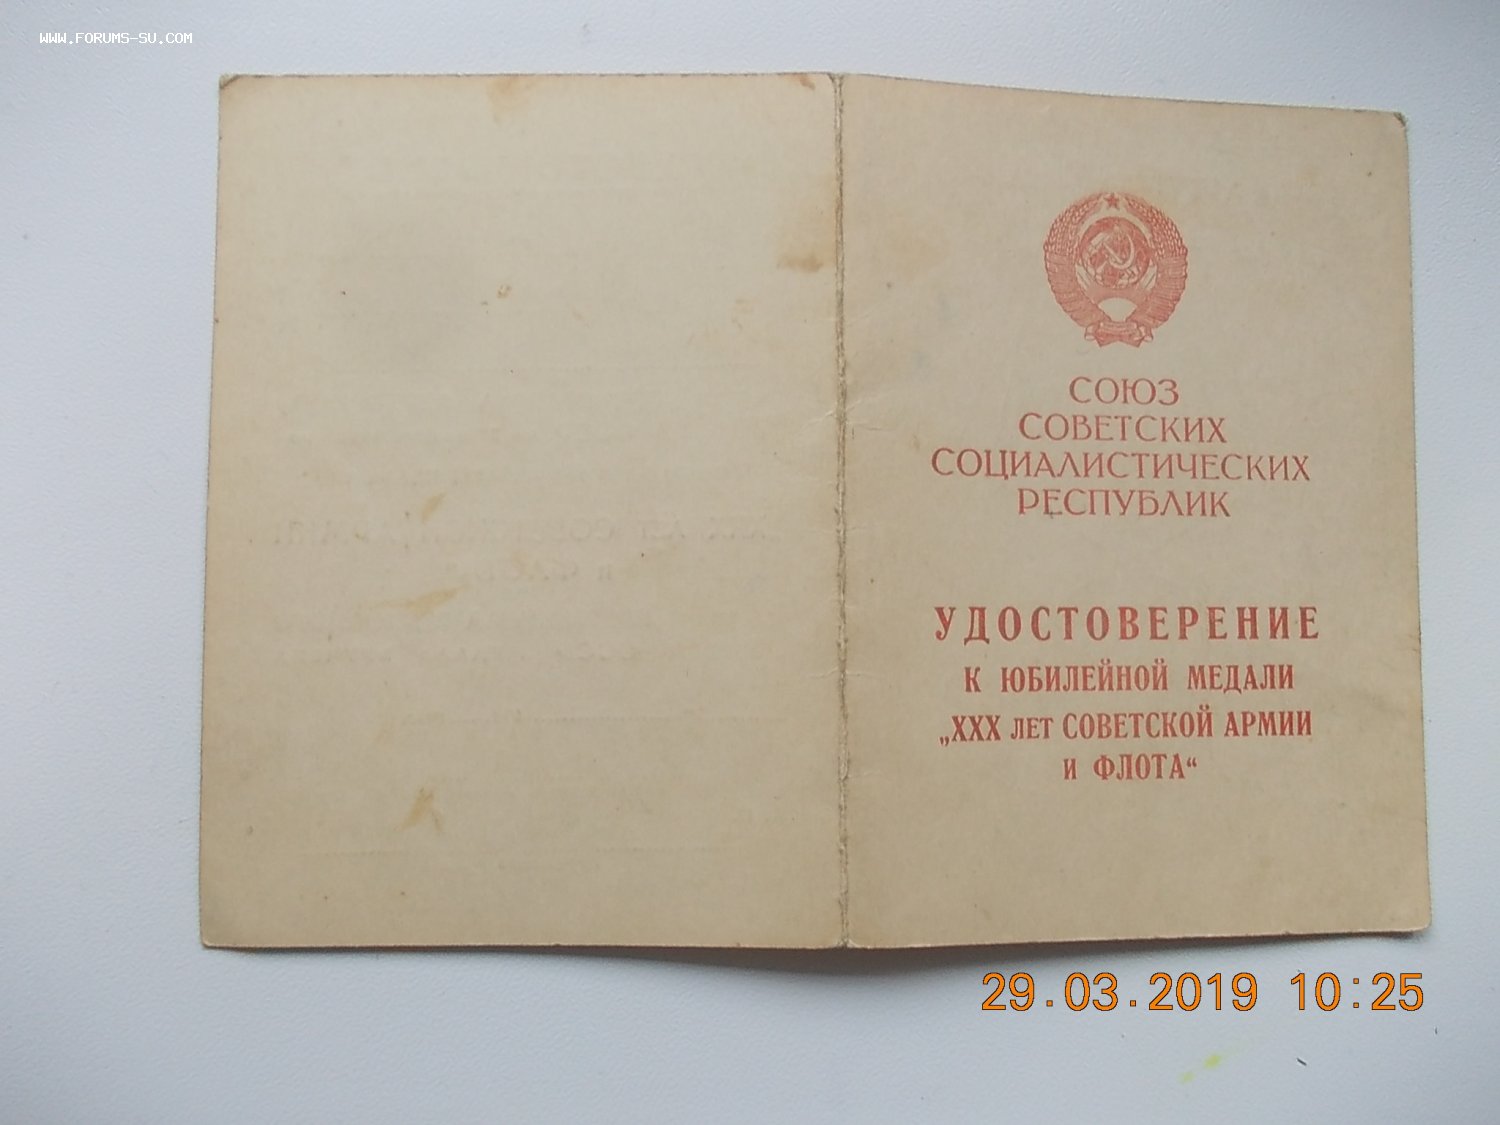 WWW.FORUMS-SU.COM
СОЮЗ
СОВЕТСКИХ
СОЦИАЛИСТИЧЕСКИХ
РЕСПУБЛИК
УДОСТОВЕРЕНИЕ
К ЮБИЛЕЙНОЙ МЕДАЛИ
„XXX ЛЕТ СОВЕТСКОЙ АРМИИ
И ФЛОТА“
29.03.2019 10:25